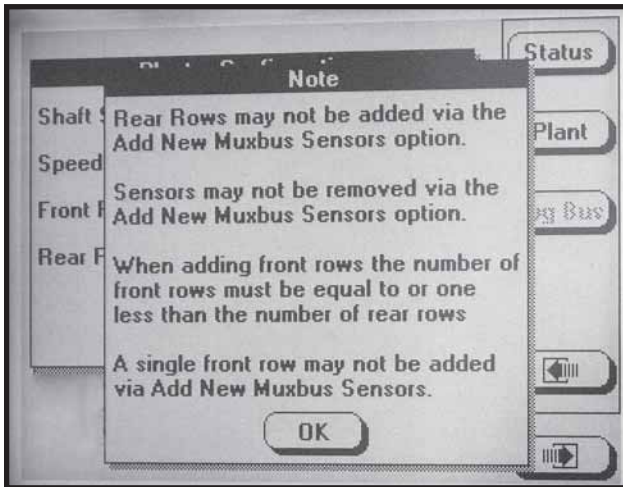 Status
Note
Shaft
Rear Rows may not be added via the
Add New Muxbus Sensors option.
Plant
Speed
Sensors may not be removed via the
Add New Muxbus Sensors option.
Front
Bus
Rear
When adding front rows the number of
front rows must be equal to or one
less than the number of rear rows
A single front row may not be added
via Add New Muxbus Sensors.
OK